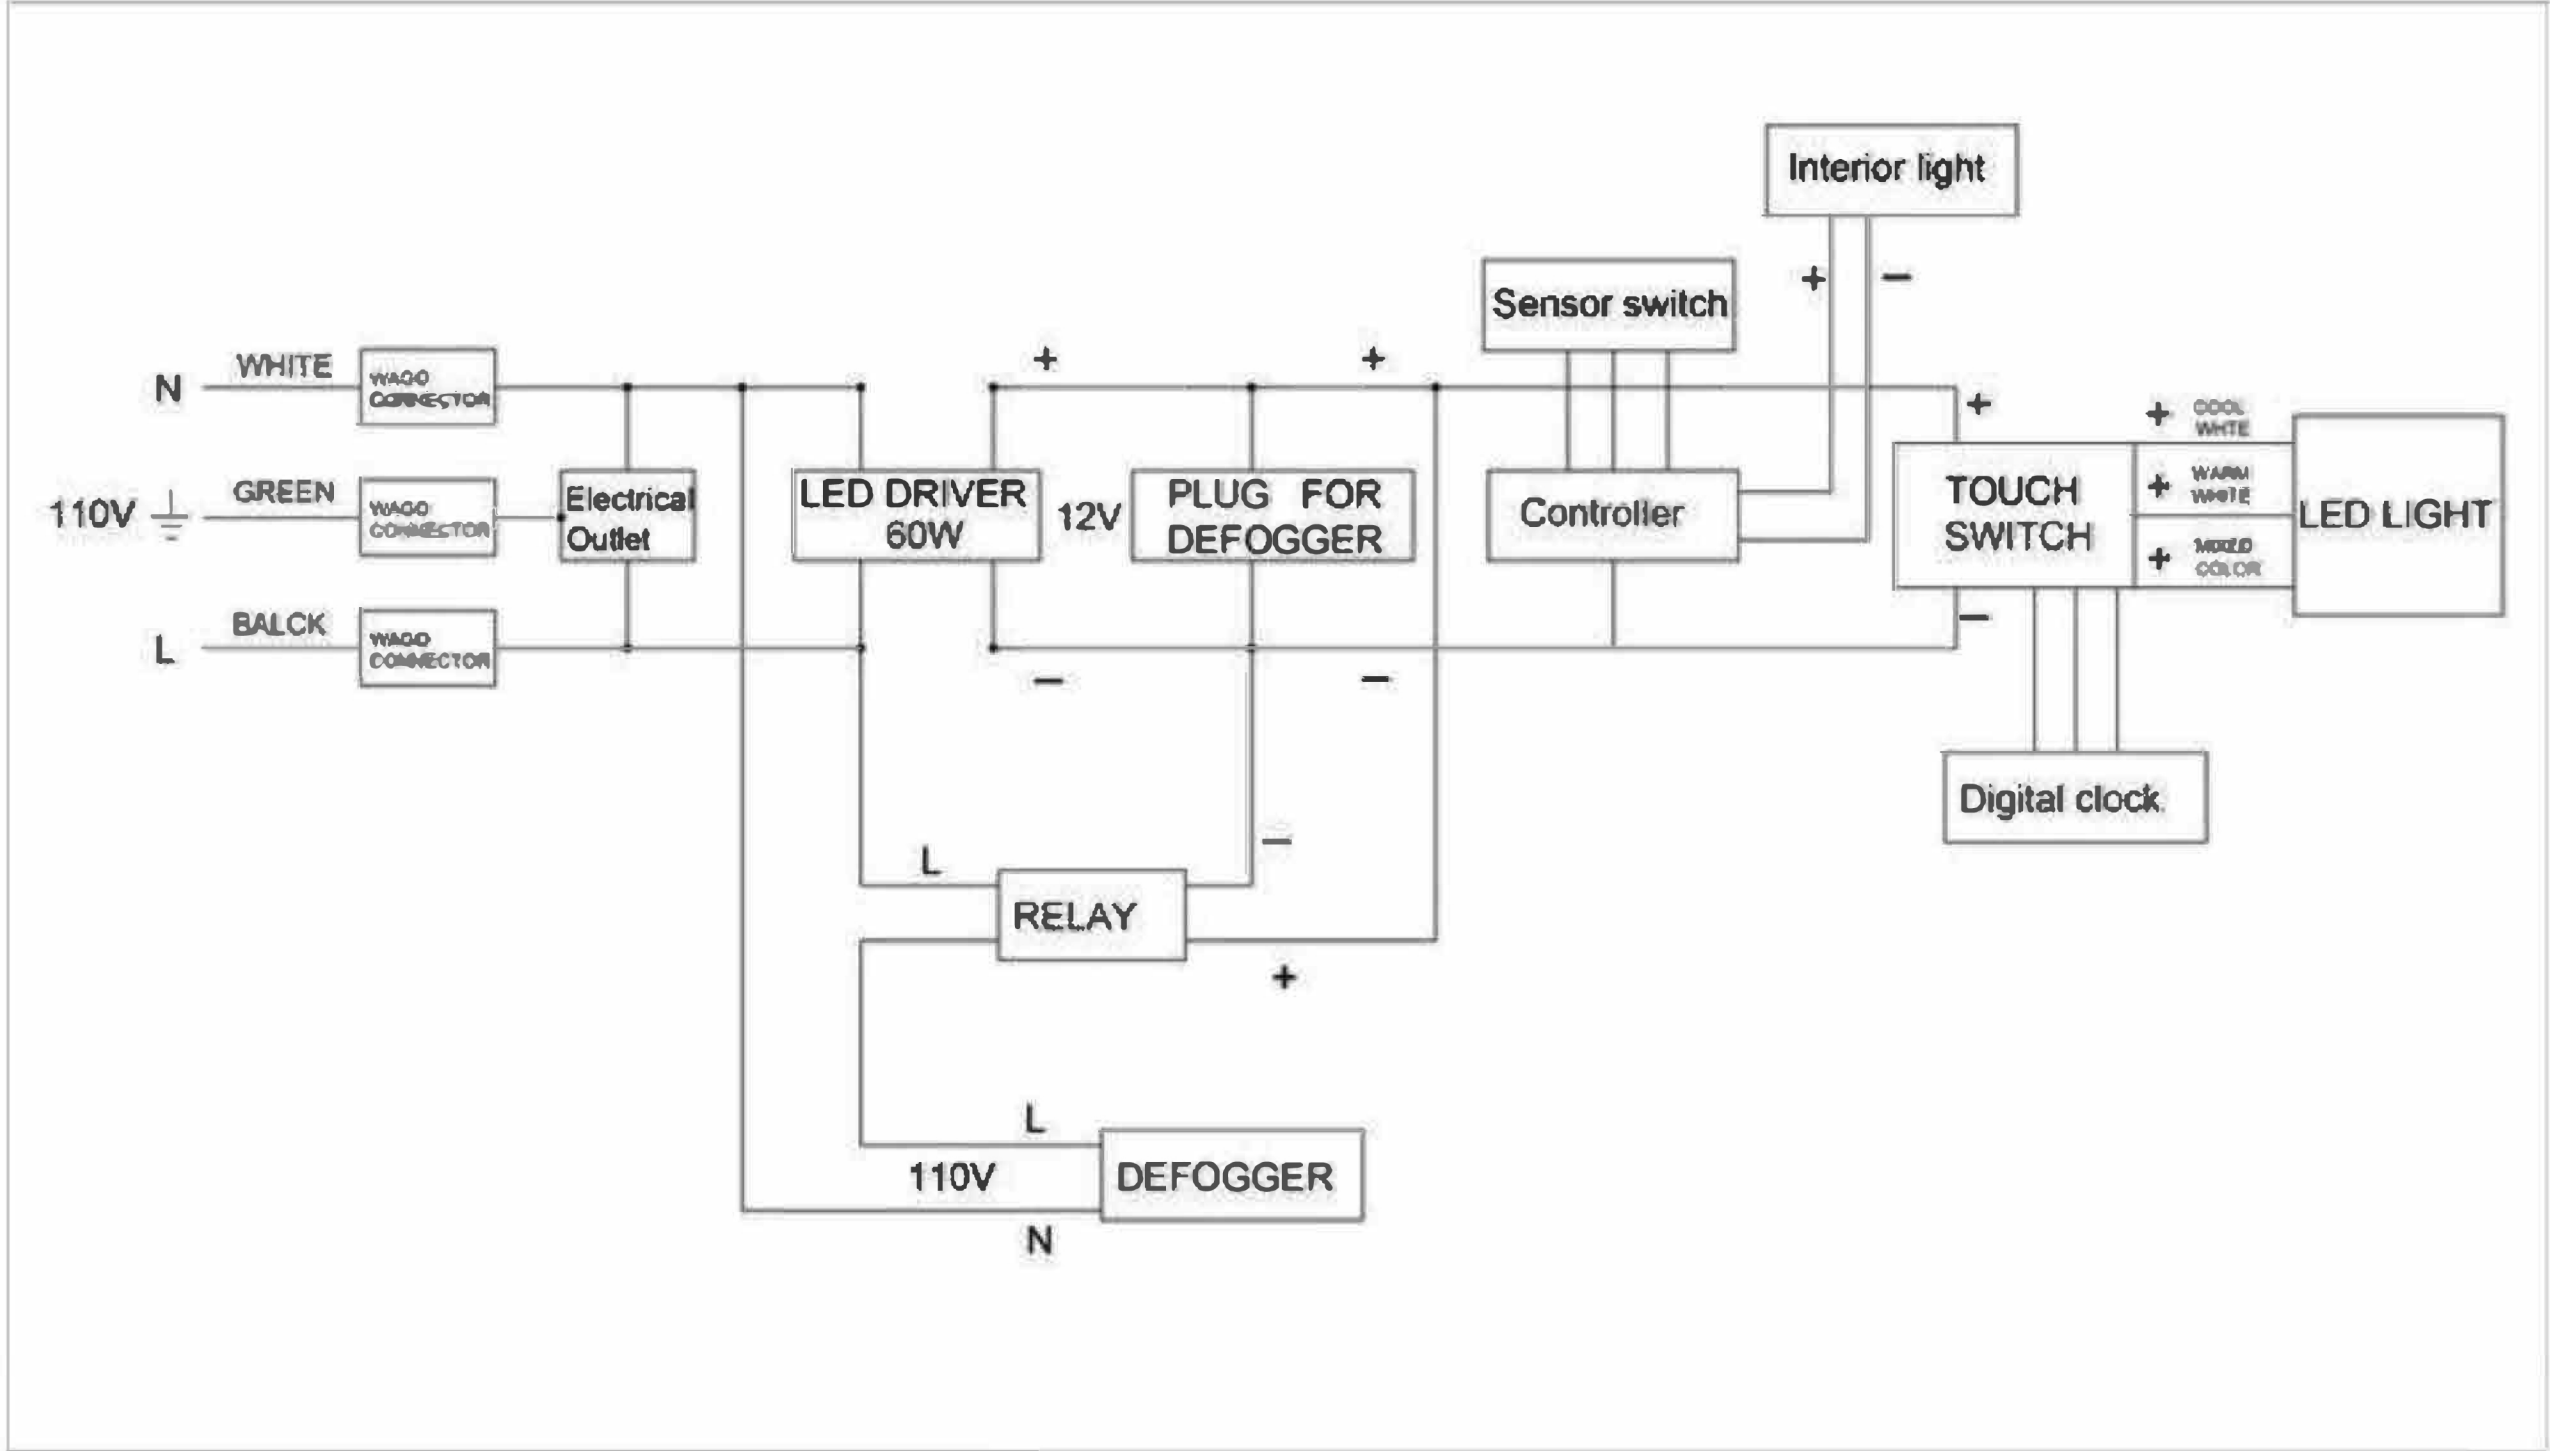 Interior light
+ −
Sensor switch
N
WHITE
WAGO
CONNECTOR
+
+
+
+ COOL
WHTE
110V
GREEN
WAGO
CONNECTOR
Electrical
Outlet
LED DRIVER
60W
12V
PLUG FOR
DEFOGGER
Controller
TOUCH
SWITCH
+ WARM
WHITE
LED LIGHT
+ MIXED
COLOR
L
BALCK
WAGO
CONNECTOR
−
−
−
Digital clock
L
−
RELAY
+
L
110V
DEFOGGER
N